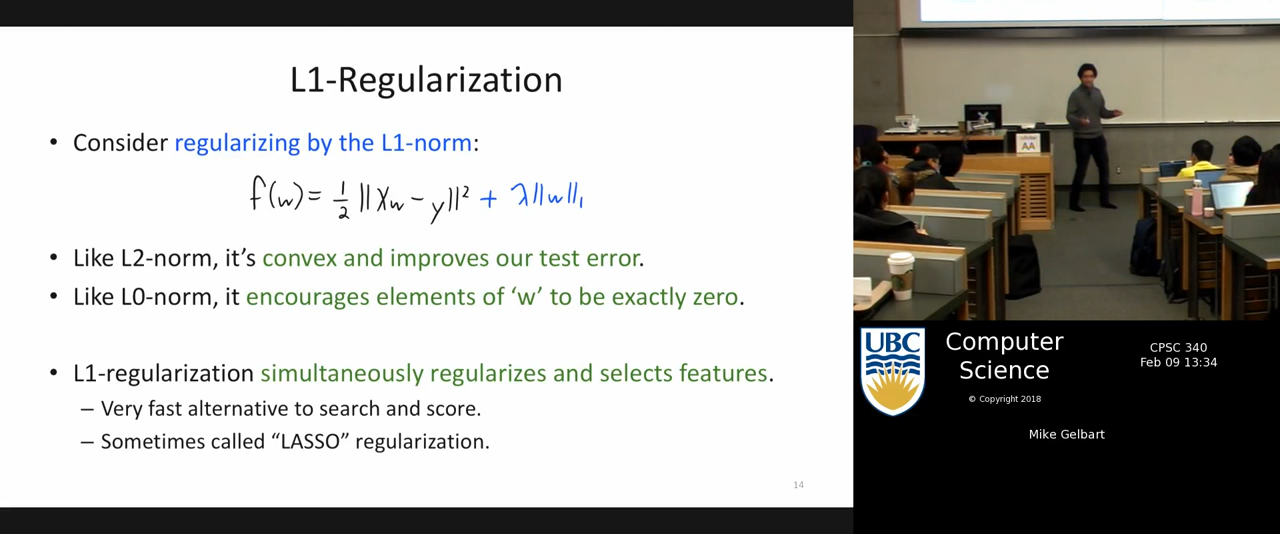 L1-Regularization
• Consider regularizing by the L1-norm:
f(w) = 1/2 ||Xw - y||² + λ||w||₁
• Like L2-norm, it's convex and improves our test error.
• Like L0-norm, it encourages elements of ‘w’ to be exactly zero.
• L1-regularization simultaneously regularizes and selects features.
– Very fast alternative to search and score.
– Sometimes called “LASSO” regularization.
14
AA
UBC
Computer
Science
© Copyright 2018
CPSC 340
Feb 09 13:34
Mike Gelbart